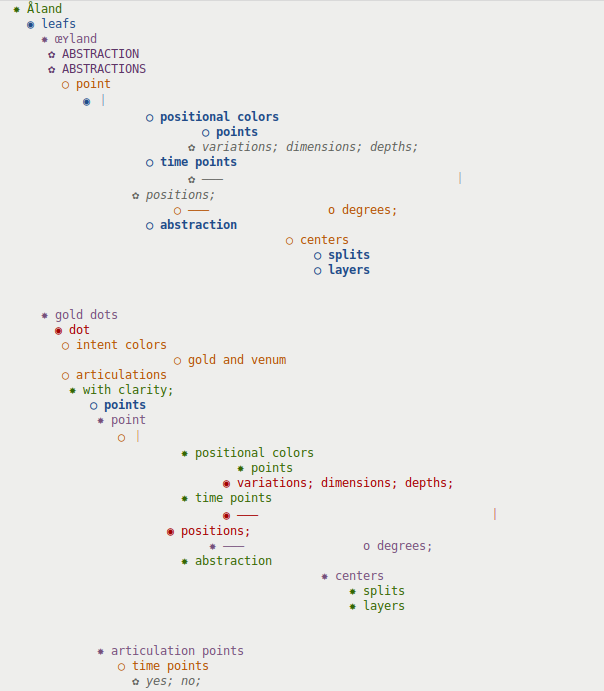 ✸ Åland
◉ leafs
✸ œʏland
✿ ABSTRACTION
✿ ABSTRACTIONS
○ point
◉ |
○ positional colors
○ points
✿ variations; dimensions; depths;
○ time points
✿ ——— |
✿ positions;
○ ——— o degrees;
○ abstraction
○ centers
○ splits
○ layers
✸ gold dots
◉ dot
○ intent colors
○ gold and venum
○ articulations
✸ with clarity;
○ points
✸ point
○ |
✸ positional colors
✸ points
◉ variations; dimensions; depths;
✸ time points
◉ ——— |
◉ positions;
✸ ——— o degrees;
✸ abstraction
✸ centers
✸ splits
✸ layers
✸ articulation points
○ time points
✿ yes; no;